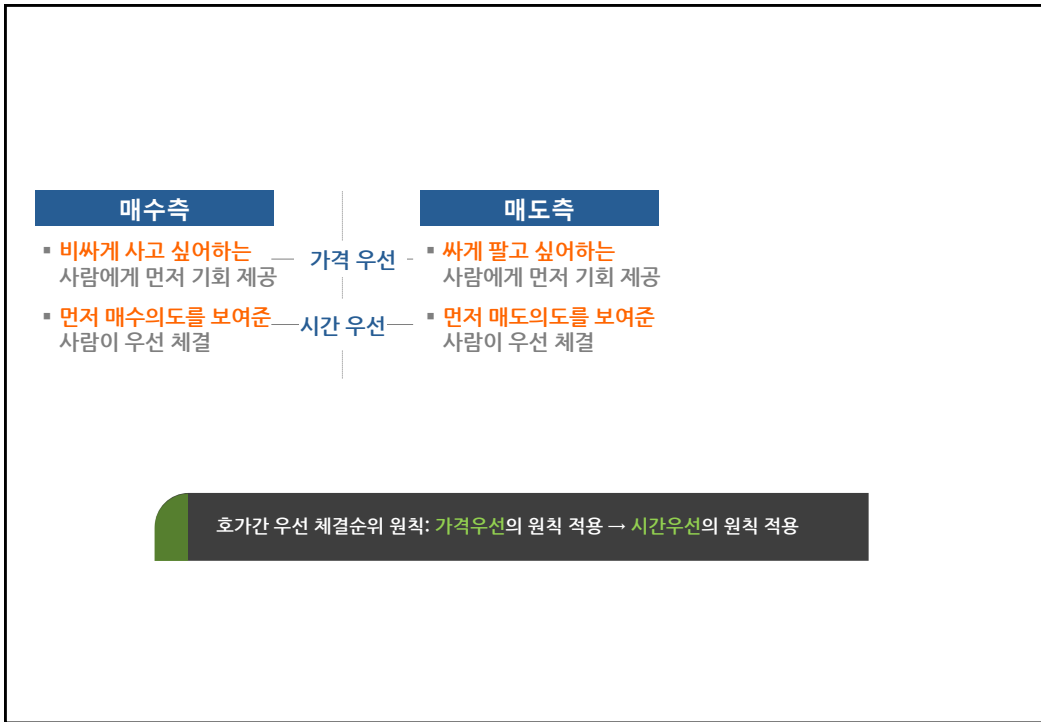 매수측
▪ 비싸게 사고 싶어하는
사람에게 먼저 기회 제공
▪ 먼저 매수의도를 보여준
사람이 우선 체결
가격 우선
시간 우선
매도측
▪ 싸게 팔고 싶어하는
사람에게 먼저 기회 제공
▪ 먼저 매도의도를 보여준
사람이 우선 체결
호가간 우선 체결순위 원칙: 가격우선의 원칙 적용 → 시간우선의 원칙 적용